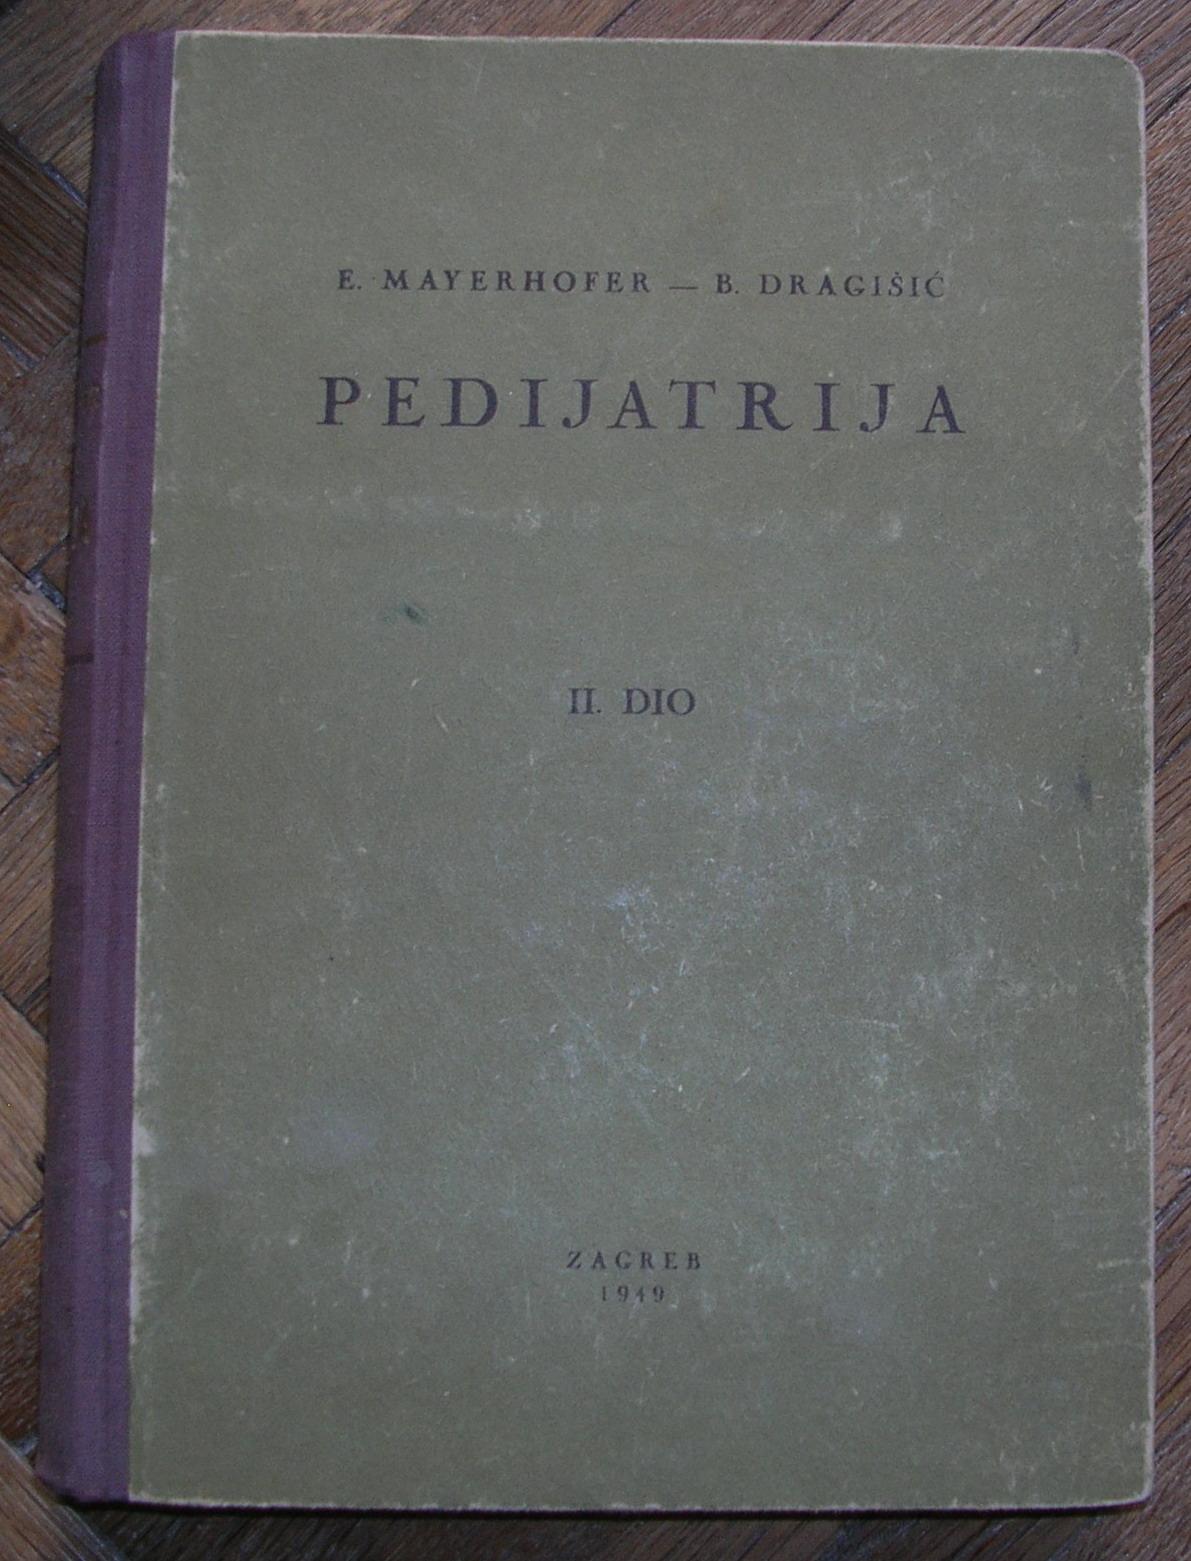 E. MAYERHOFER — B. DRAGIŠIĆ
PEDIJATRIJA
II. DIO
ZAGREB
1949